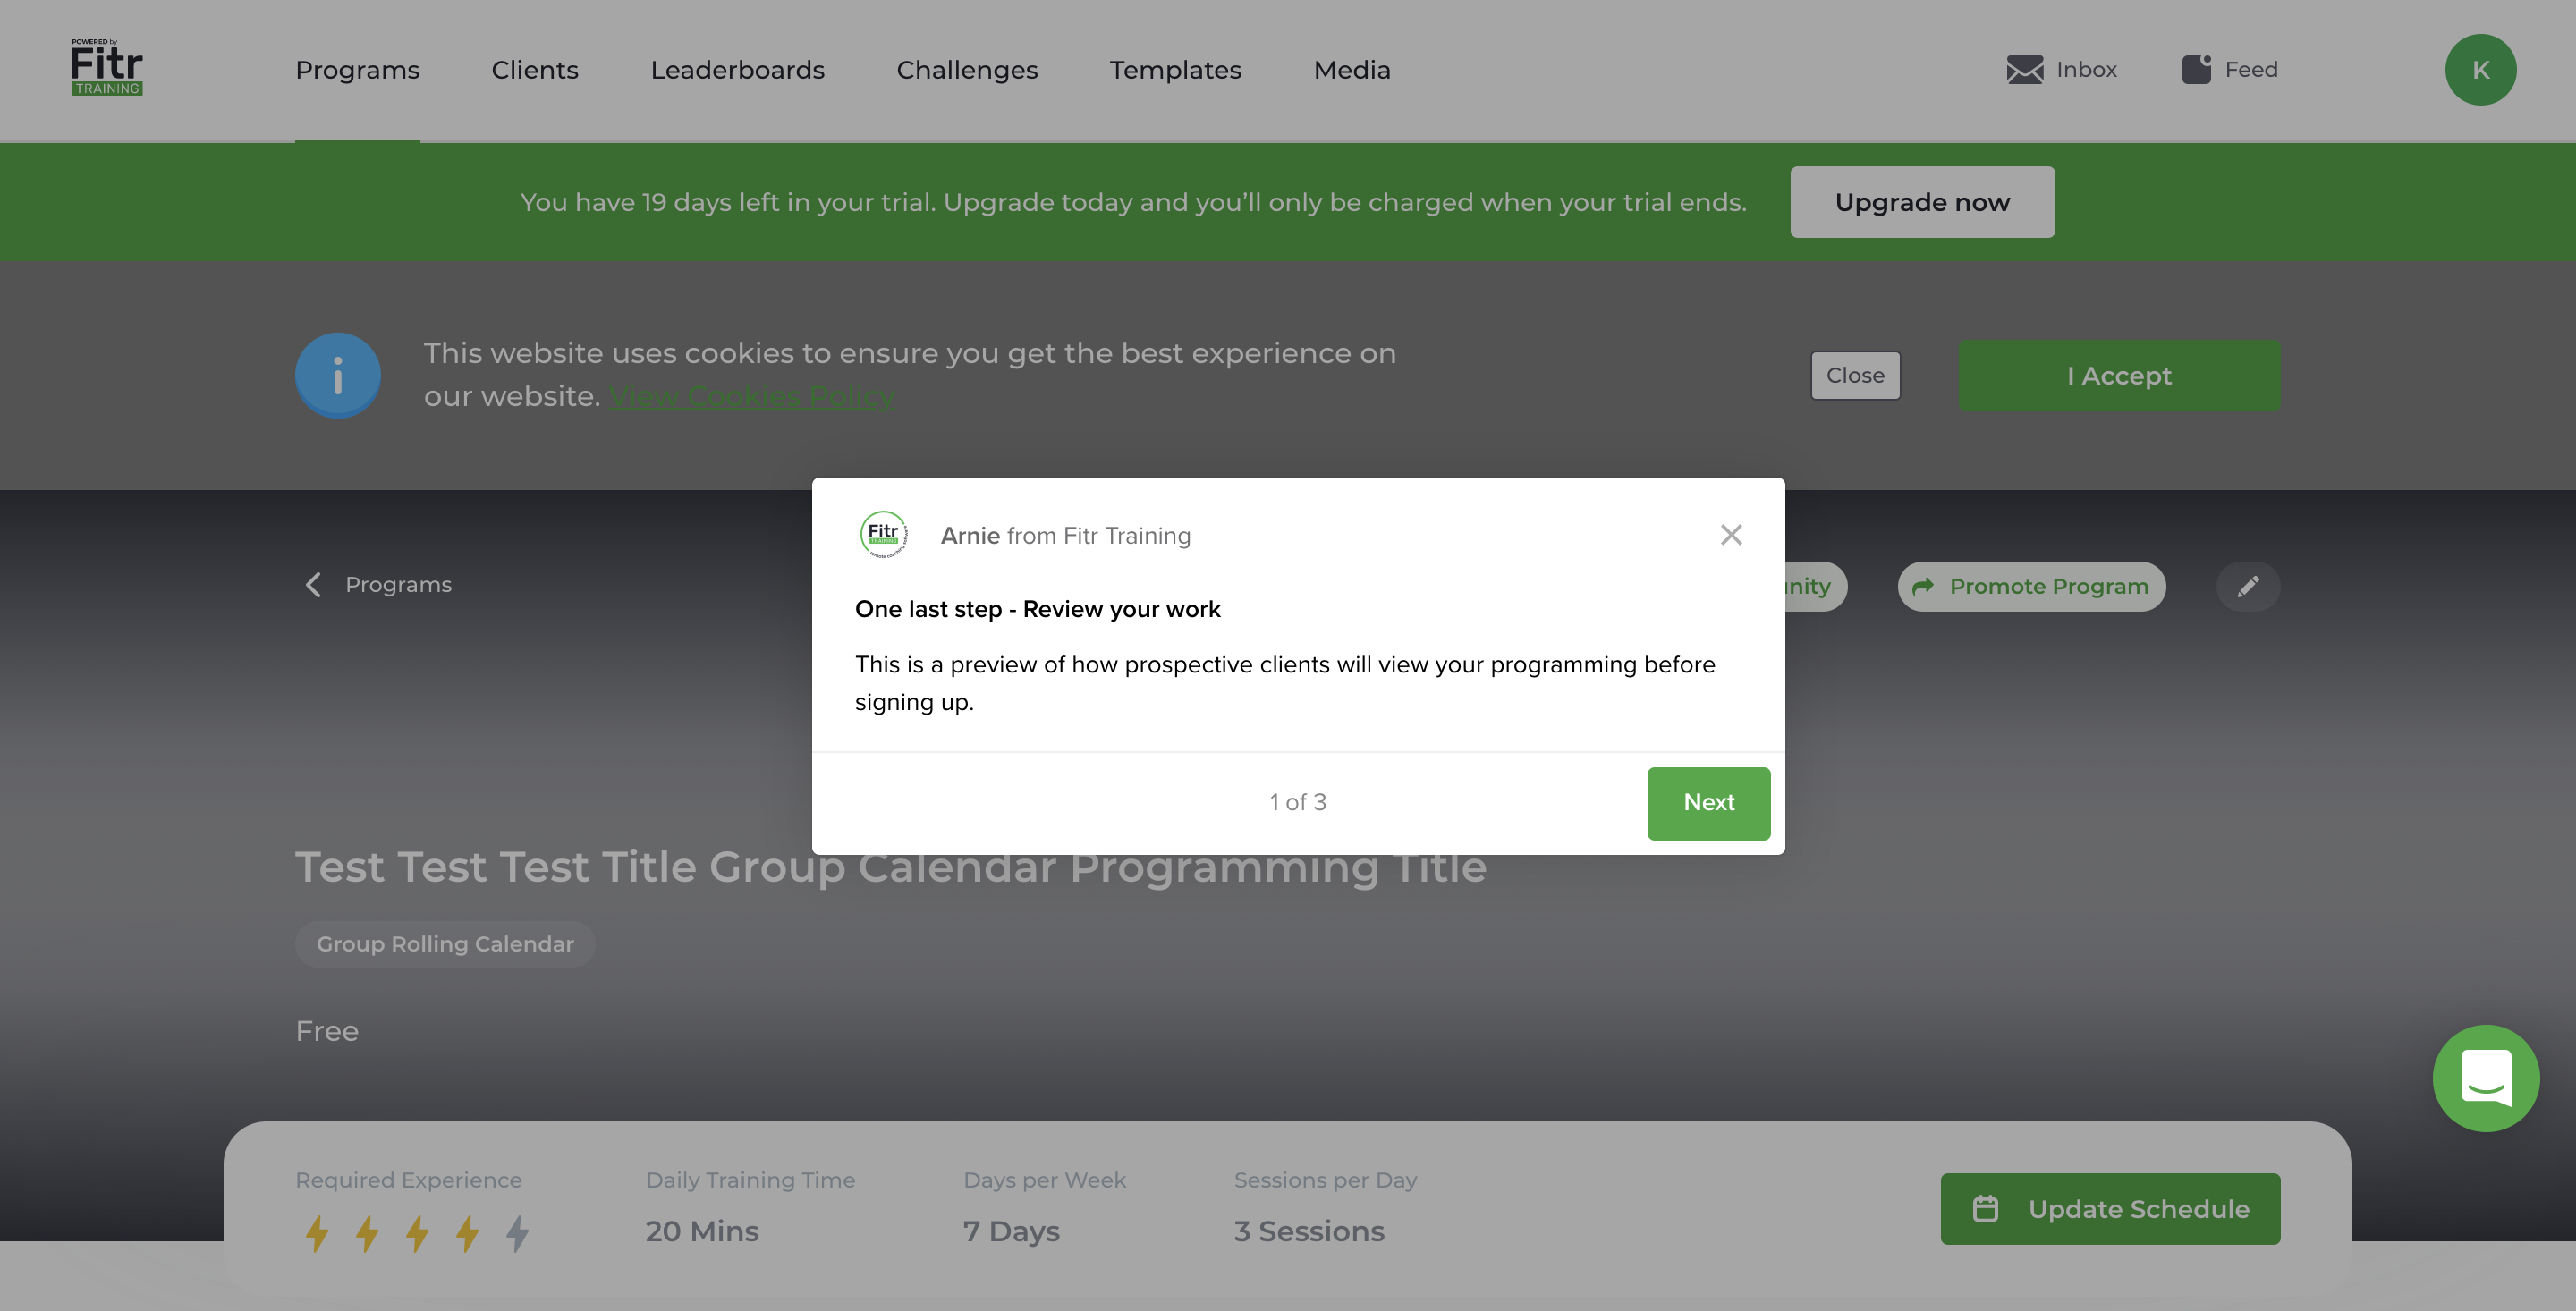 POWERED by
Fitr
TRAINING
Programs
Clients
Leaderboards
Challenges
Templates
Media
Inbox
Feed
K
You have 19 days left in your trial. Upgrade today and you’ll only be charged when your trial ends.
Upgrade now
This website uses cookies to ensure you get the best experience on
our website. View Cookies Policy
Close
I Accept
Fitr
TRAINING
Arnie from Fitr Training
One last step - Review your work
This is a preview of how prospective clients will view your programming before
signing up.
1 of 3
Next
Programs
Promote Program
Test Test Test Title Group Calendar Programming Title
Group Rolling Calendar
Free
Required Experience
Daily Training Time
20 Mins
Days per Week
7 Days
Sessions per Day
3 Sessions
Update Schedule